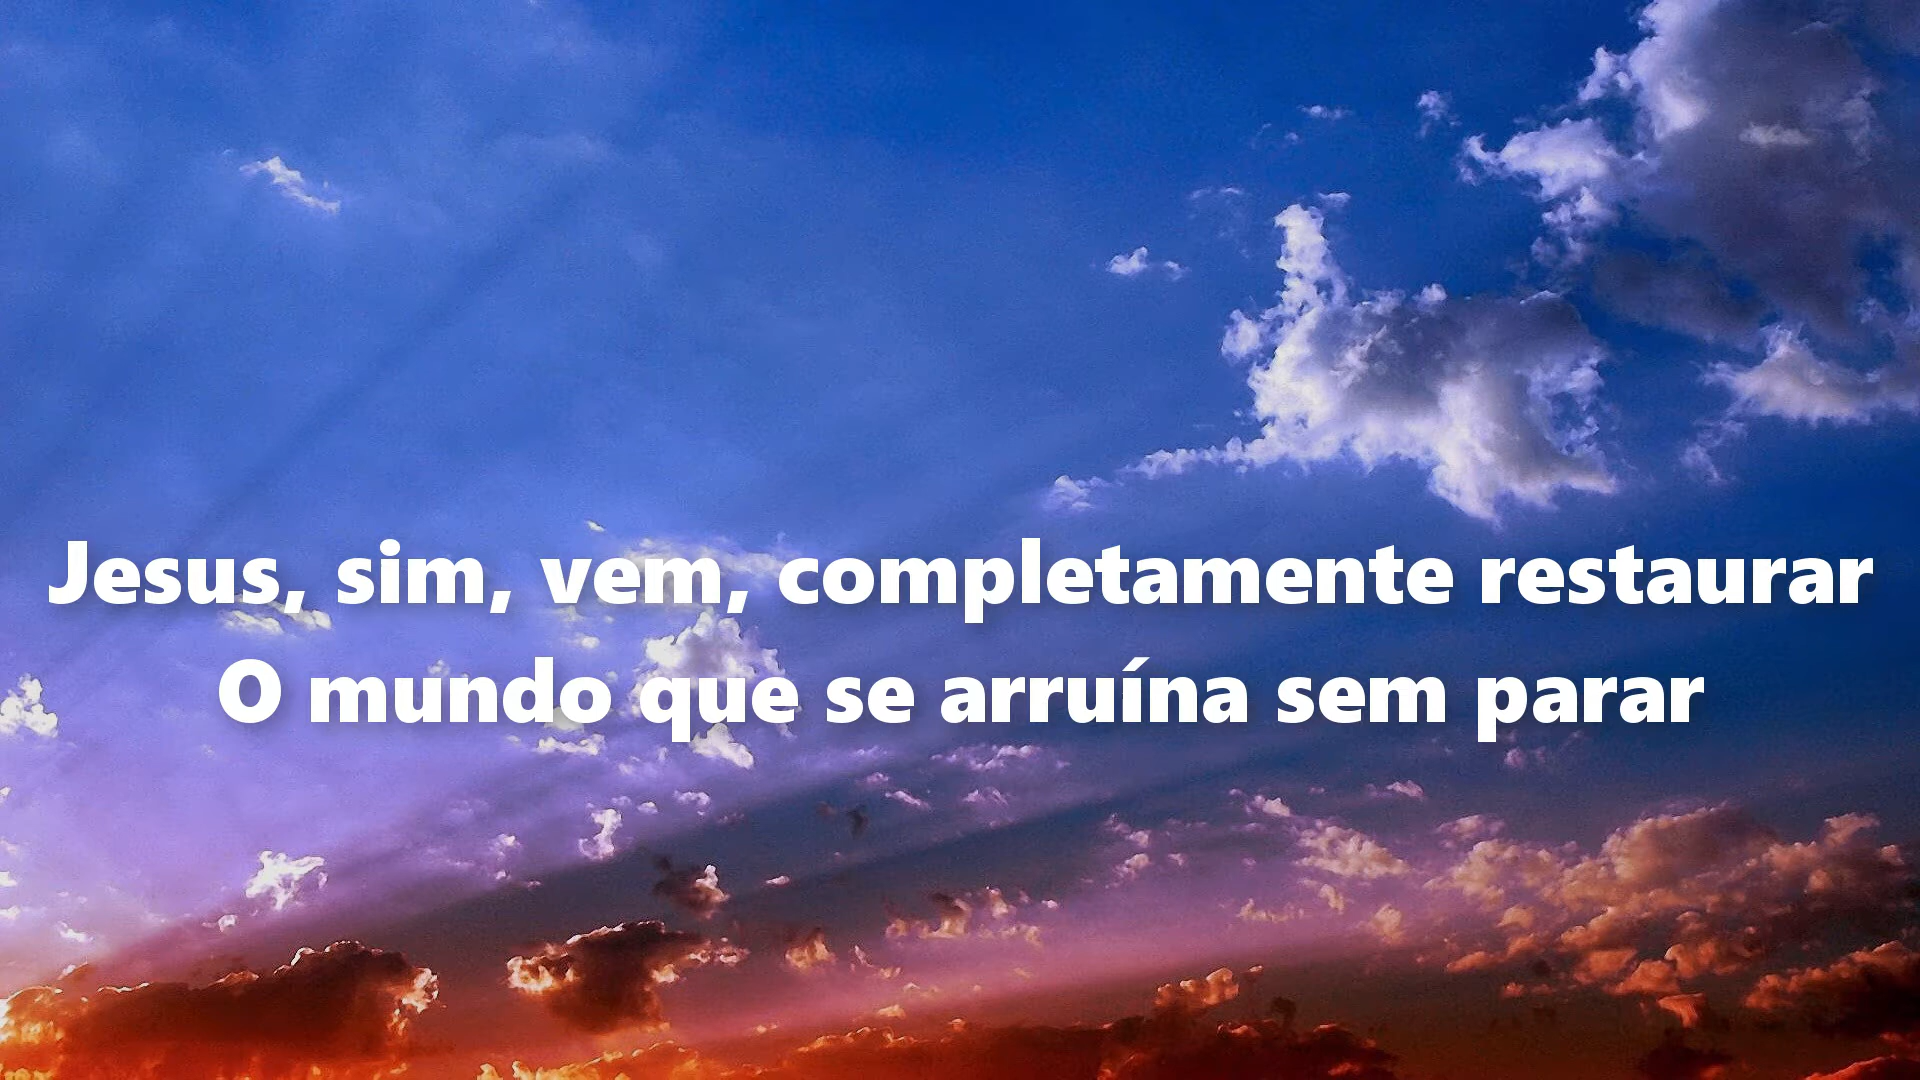 Jesus, sim, vem, completamente restaurar
O mundo que se arruína sem parar